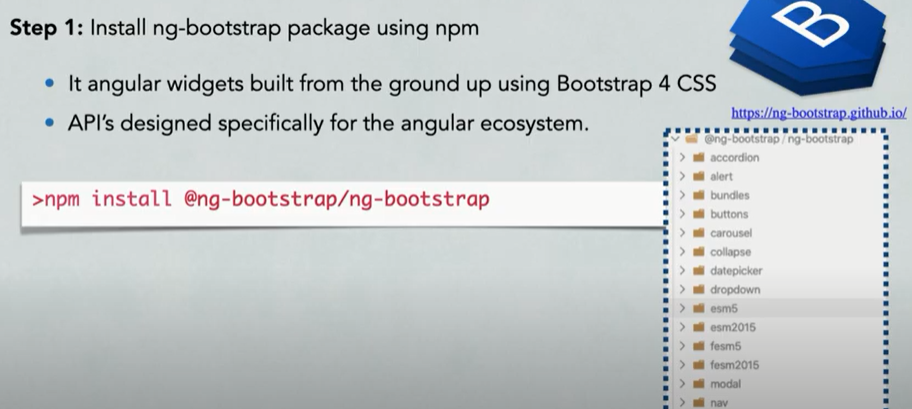 Step 1: Install ng-bootstrap package using npm
• It angular widgets built from the ground up using Bootstrap 4 CSS
• API's designed specifically for the angular ecosystem.
>npm install @ng-bootstrap/ng-bootstrap
B
https://ng-bootstrap.github.io/
@ng-bootstrap / ng-bootstrap
accordion
alert
bundles
buttons
carousel
collapse
datepicker
dropdown
esm5
esm2015
fesm5
fesm2015
modal
nav